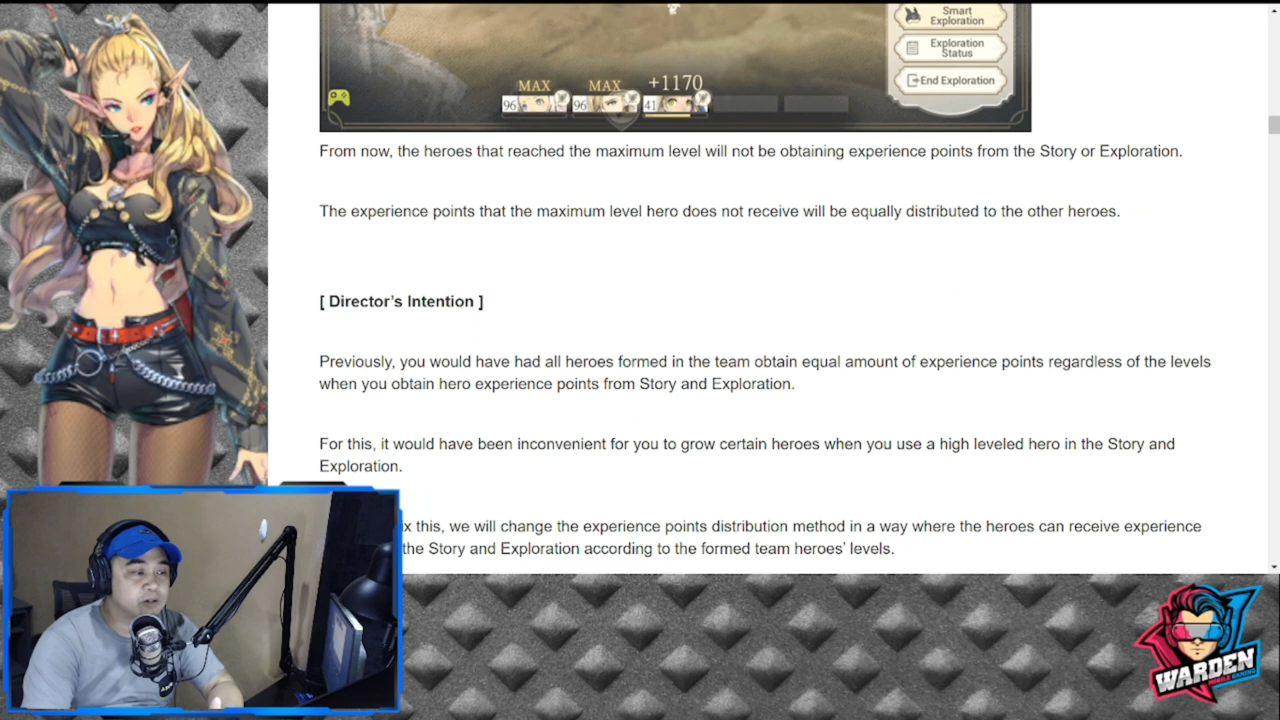 Smart
Exploration
Exploration
Status
End Exploration
MAX
MAX
+1170
96
96
41
From now, the heroes that reached the maximum level will not be obtaining experience points from the Story or Exploration.
The experience points that the maximum level hero does not receive will be equally distributed to the other heroes.
[ Director's Intention ]
Previously, you would have had all heroes formed in the team obtain equal amount of experience points regardless of the levels
when you obtain hero experience points from Story and Exploration.
For this, it would have been inconvenient for you to grow certain heroes when you use a high leveled hero in the Story and
Exploration.
this, we will change the experience points distribution method in a way where the heroes can receive experience
the Story and Exploration according to the formed team heroes' levels.
WARDEN
MOBILE GAMING